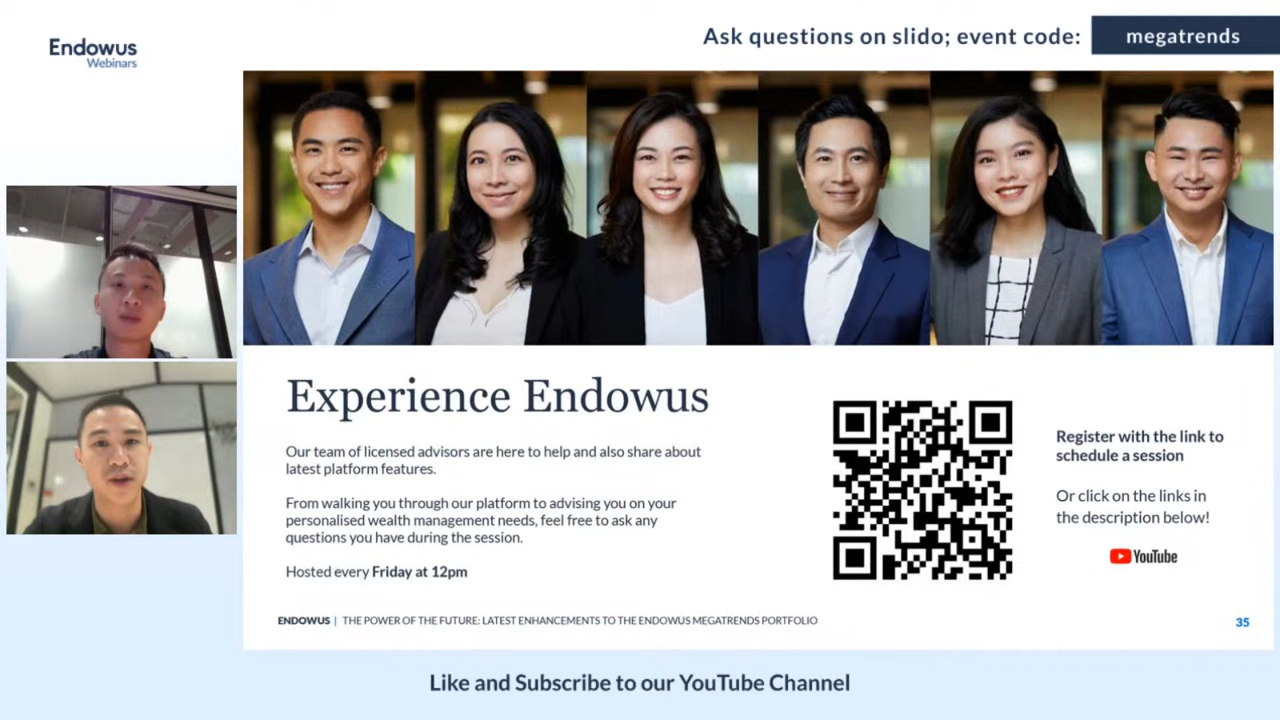 Endowus
Webinars
Ask questions on slido; event code:
megatrends
Experience Endowus
Our team of licensed advisors are here to help and also share about
latest platform features.
From walking you through our platform to advising you on your
personalised wealth management needs, feel free to ask any
questions you have during the session.
Hosted every Friday at 12pm
Register with the link to
schedule a session
Or click on the links in
the description below!
YouTube
ENDOWUS | THE POWER OF THE FUTURE: LATEST ENHANCEMENTS TO THE ENDOWUS MEGATRENDS PORTFOLIO
35
Like and Subscribe to our YouTube Channel